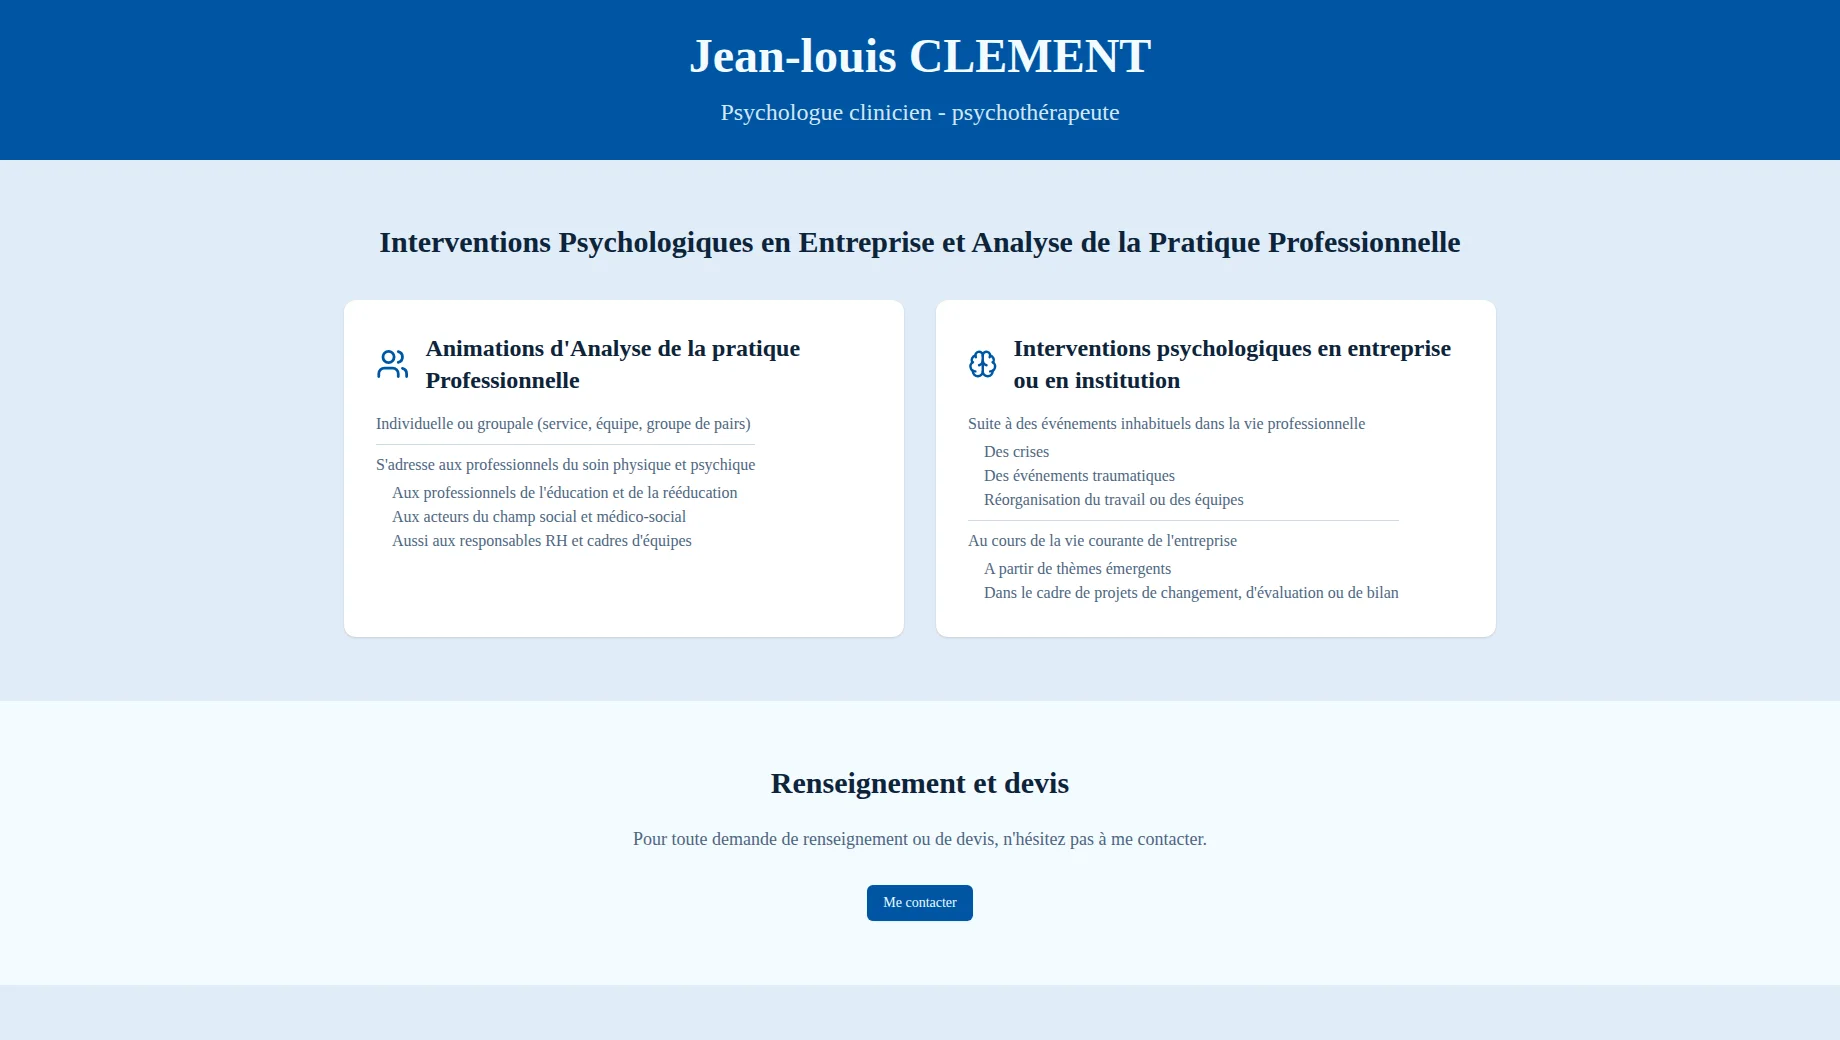 Jean-louis CLEMENT
Psychologue clinicien - psychothérapeute
Interventions Psychologiques en Entreprise et Analyse de la Pratique Professionnelle
Animations d'Analyse de la pratique
Professionnelle
Individuelle ou groupale (service, équipe, groupe de pairs)
S'adresse aux professionnels du soin physique et psychique
Aux professionnels de l'éducation et de la rééducation
Aux acteurs du champ social et médico-social
Aussi aux responsables RH et cadres d'équipes
Interventions psychologiques en entreprise
ou en institution
Suite à des événements inhabituels dans la vie professionnelle
Des crises
Des événements traumatiques
Réorganisation du travail ou des équipes
Au cours de la vie courante de l'entreprise
A partir de thèmes émergents
Dans le cadre de projets de changement, d'évaluation ou de bilan
Renseignement et devis
Pour toute demande de renseignement ou de devis, n'hésitez pas à me contacter.
Me contacter